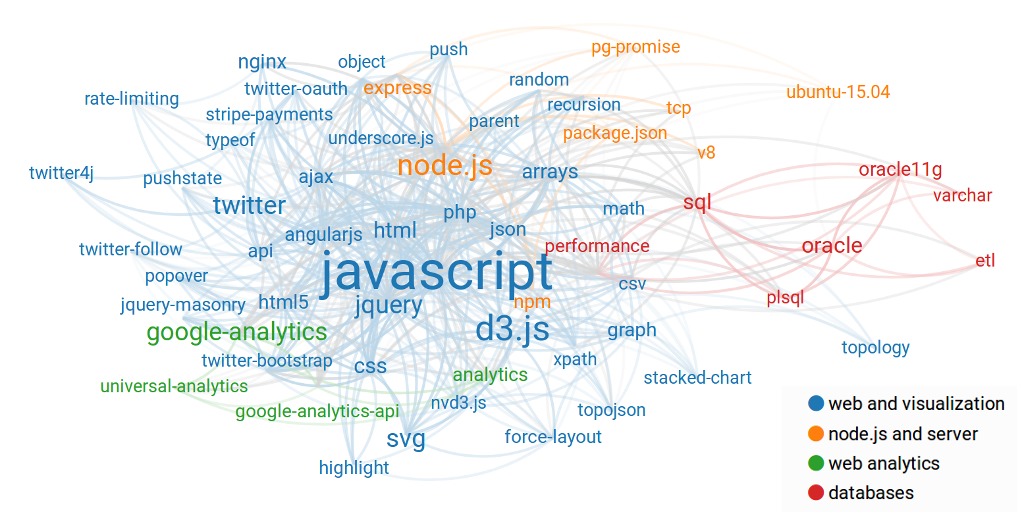 push
pg-promise
nginx
object
random
twitter-oauth
express
ubuntu-15.04
rate-limiting
recursion
tcp
stripe-payments
parent
package.json
typeof
underscore.js
v8
node.js
twitter4j
pushstate
ajax
arrays
oracle11g
varchar
twitter
php
math
sql
html
json
angularjs
twitter-follow
api
performance
oracle
etl
javascript
popover
csv
jquery-masonry
html5
jquery
npm
plsql
google-analytics
d3.js
graph
topology
twitter-bootstrap
css
xpath
universal-analytics
analytics
stacked-chart
google-analytics-api
nvd3.js
topojson
svg
force-layout
highlight
web and visualization
node.js and server
web analytics
databases